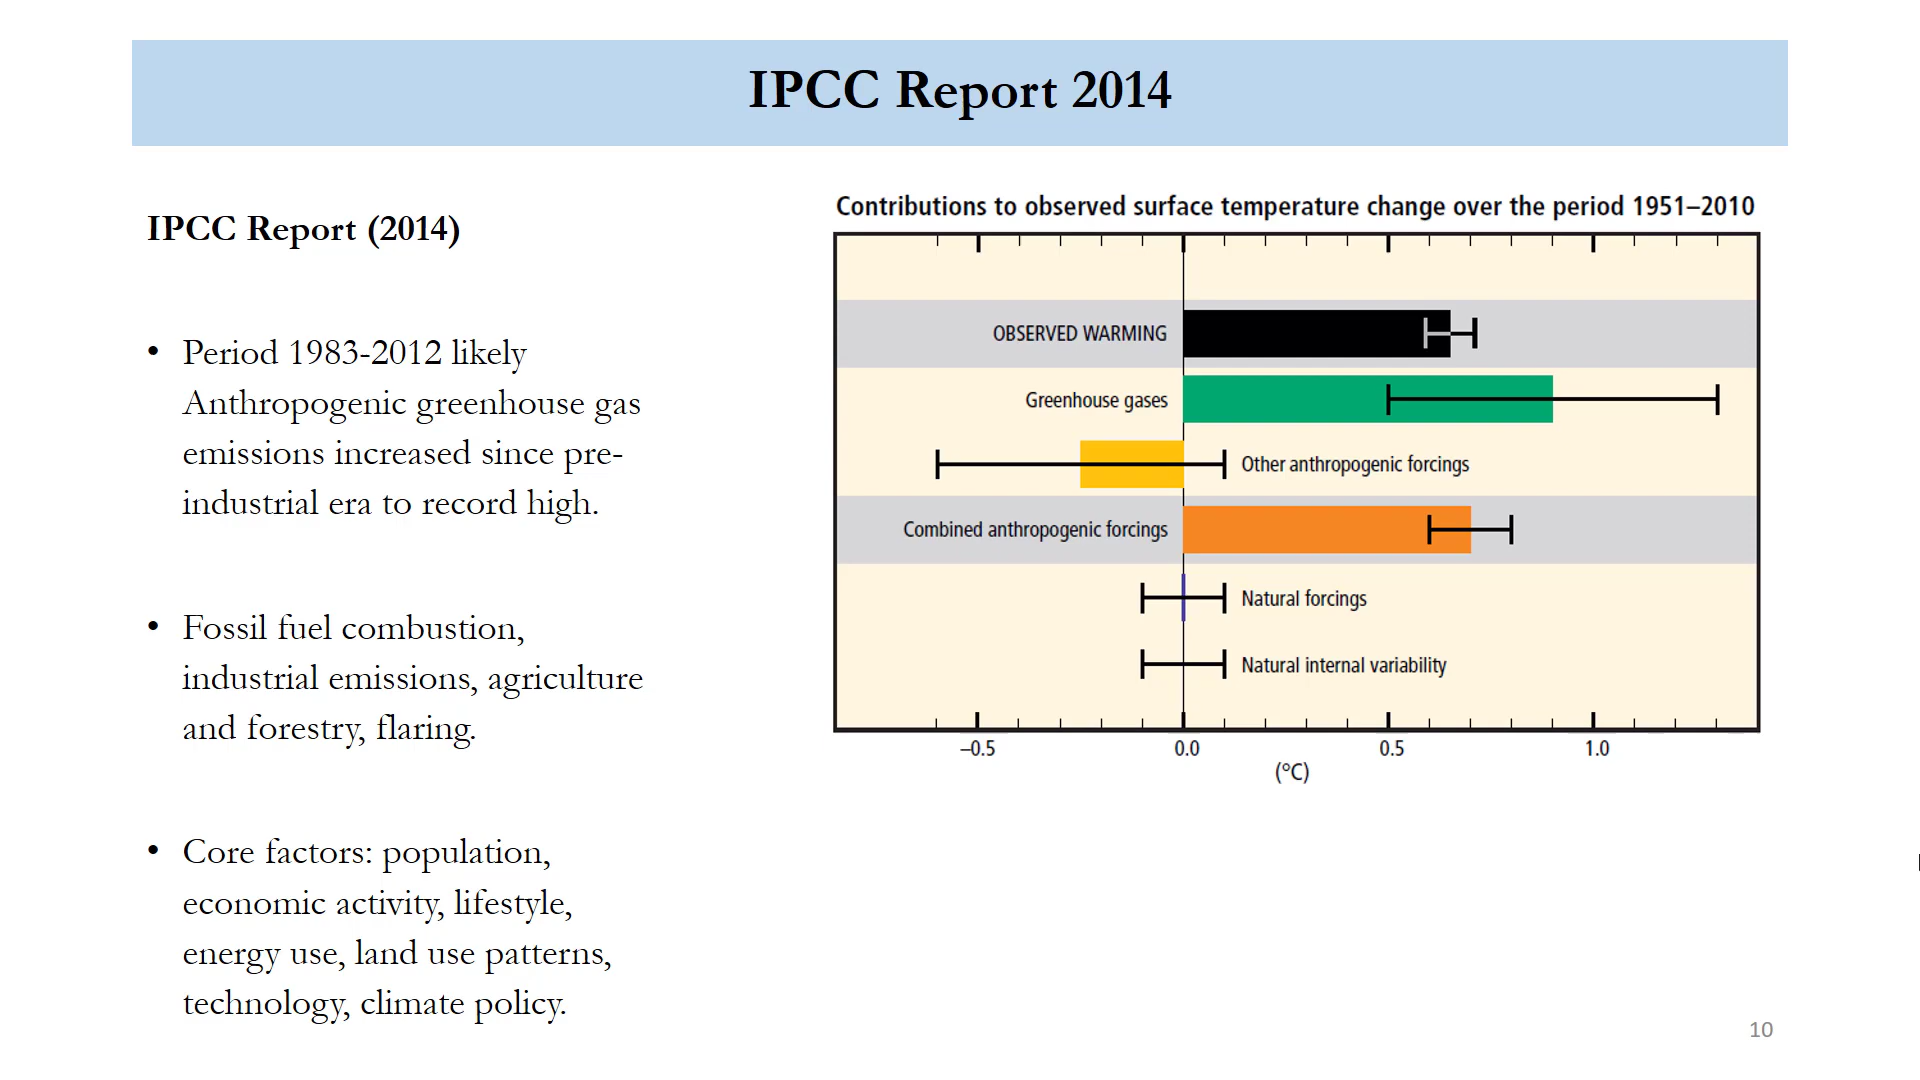 IPCC Report 2014
IPCC Report (2014)
• Period 1983-2012 likely
Anthropogenic greenhouse gas
emissions increased since pre-
industrial era to record high.
• Fossil fuel combustion,
industrial emissions, agriculture
and forestry, flaring.
• Core factors: population,
economic activity, lifestyle,
energy use, land use patterns,
technology, climate policy.
Contributions to observed surface temperature change over the period 1951–2010
OBSERVED WARMING
Greenhouse gases
Other anthropogenic forcings
Combined anthropogenic forcings
Natural forcings
Natural internal variability
–0.5 0.0 0.5 1.0
(°C)
10